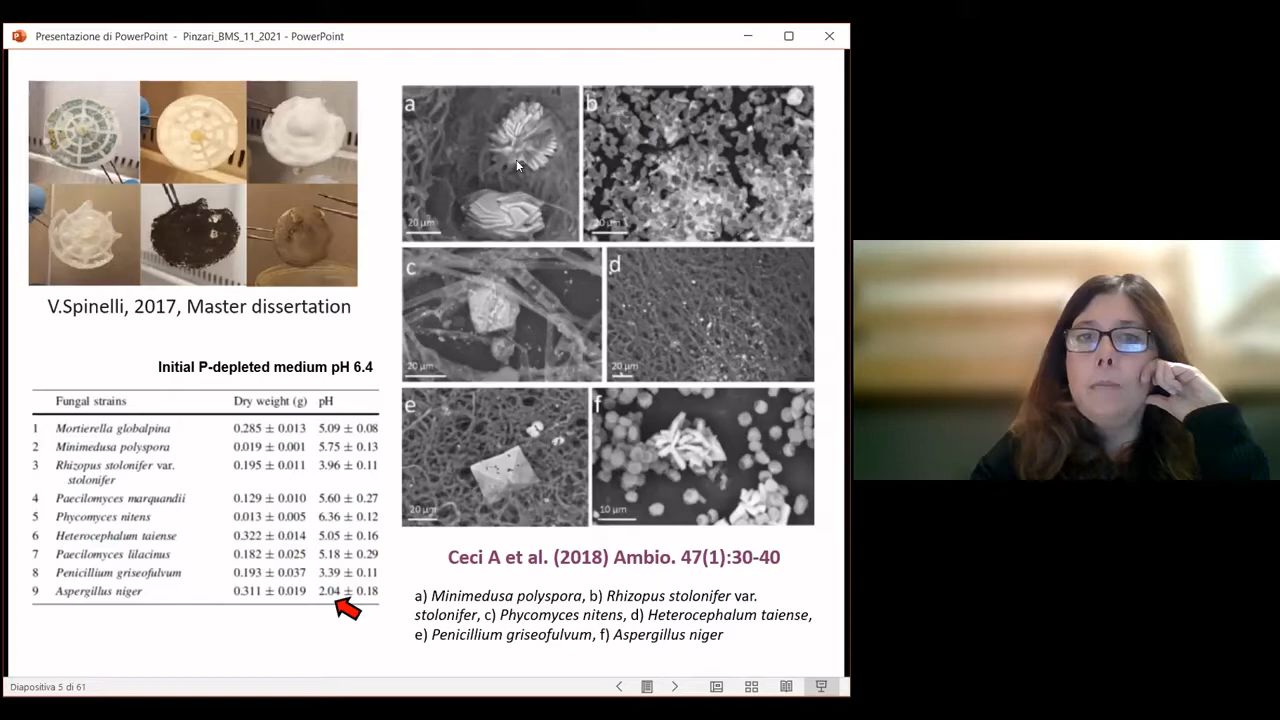 Presentazione di PowerPoint - Pinzari_BMS_11_2021 - PowerPoint
a
b
20 µm
20 µm
c
d
20 µm
20 µm
e
f
20 µm
10 µm
V.Spinelli, 2017, Master dissertation
Initial P-depleted medium pH 6.4
Fungal strains Dry weight (g) pH
1 Mortierella globalpina 0.285 ± 0.013 5.09 ± 0.08
2 Minimedusa polyspora 0.019 ± 0.001 5.75 ± 0.13
3 Rhizopus stolonifer var. 0.195 ± 0.011 3.96 ± 0.11
stolonifer
4 Paecilomyces marquandii 0.129 ± 0.010 5.60 ± 0.27
5 Phycomyces nitens 0.013 ± 0.005 6.36 ± 0.12
6 Heterocephalum taiense 0.322 ± 0.014 5.05 ± 0.16
7 Paecilomyces lilacinus 0.182 ± 0.025 5.18 ± 0.29
8 Penicillium griseofulvum 0.193 ± 0.037 3.39 ± 0.11
9 Aspergillus niger 0.311 ± 0.019 2.04 ± 0.18
Ceci A et al. (2018) Ambio. 47(1):30-40
a) Minimedusa polyspora, b) Rhizopus stolonifer var.
stolonifer, c) Phycomyces nitens, d) Heterocephalum taiense,
e) Penicillium griseofulvum, f) Aspergillus niger
Diapositiva 5 di 61